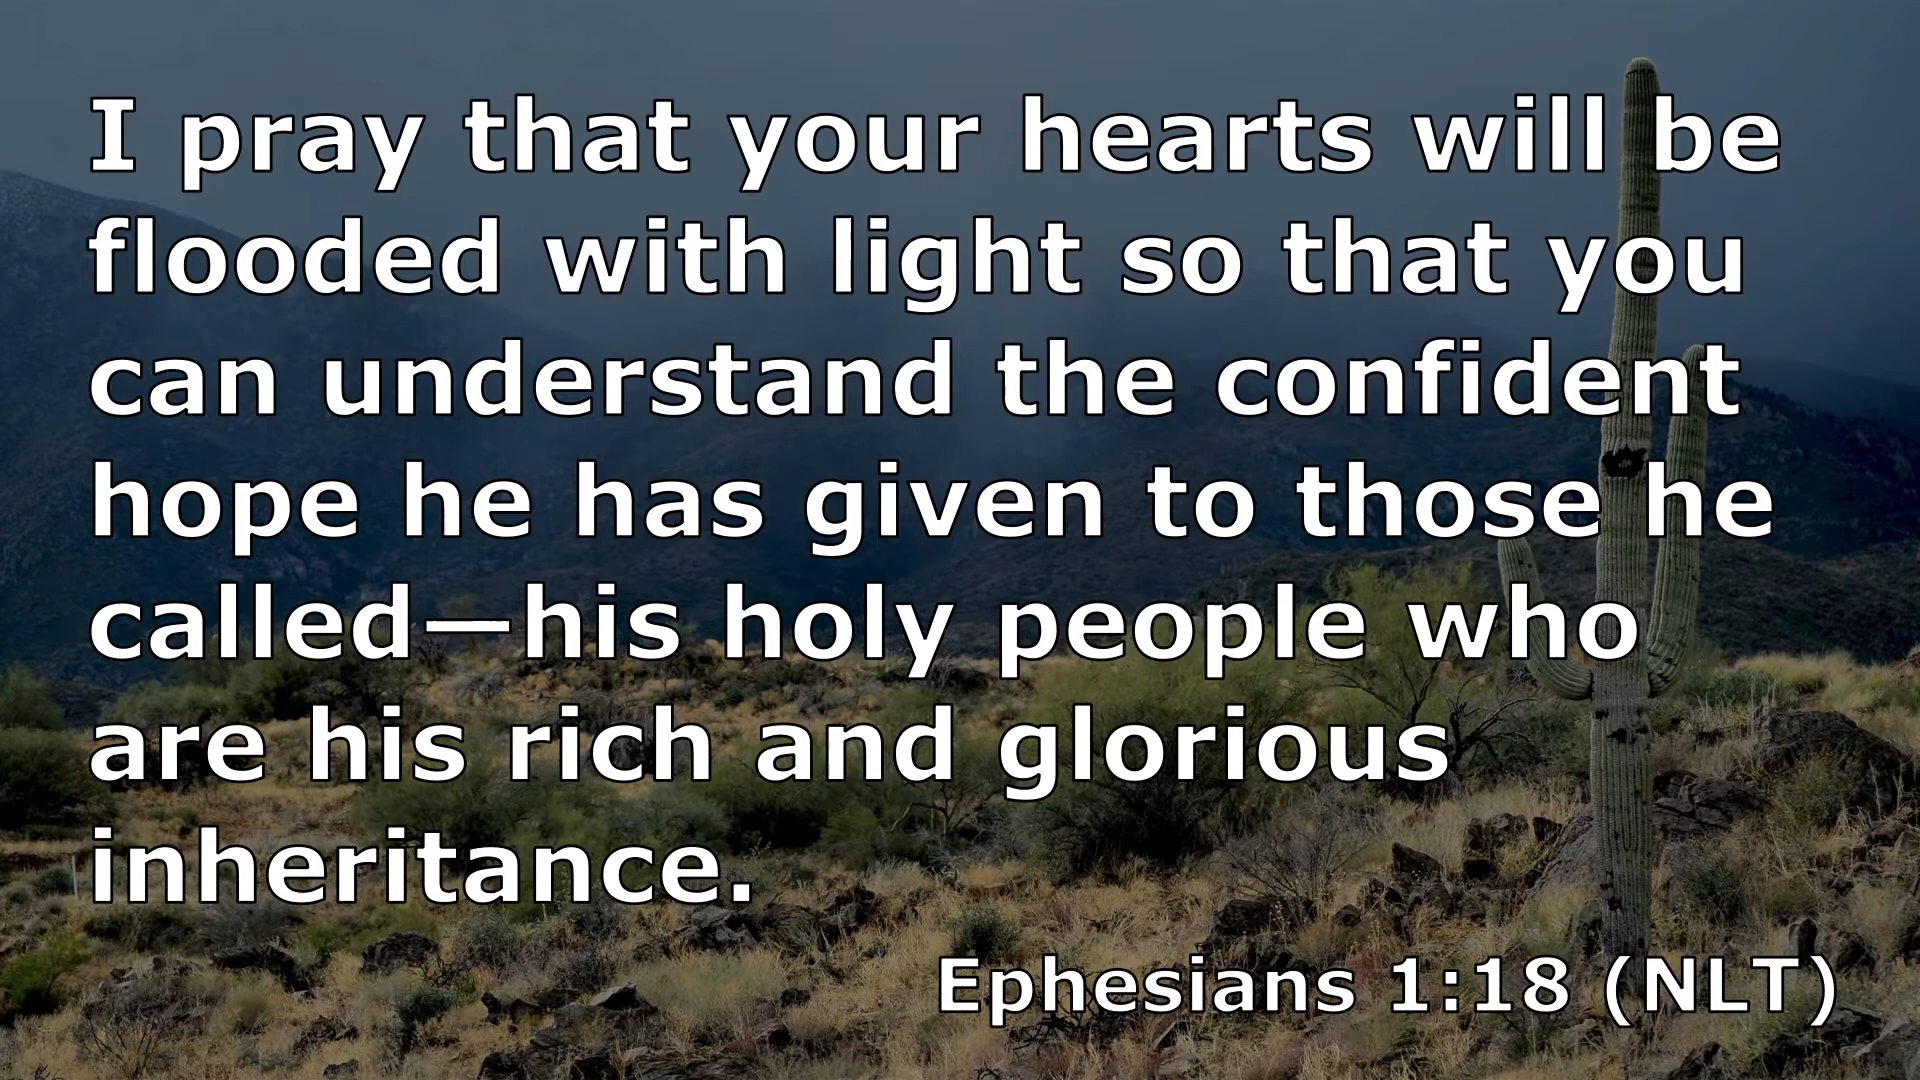 I pray that your hearts will be
flooded with light so that you
can understand the confident
hope he has given to those he
called—his holy people who
are his rich and glorious
inheritance.
Ephesians 1:18 (NLT)